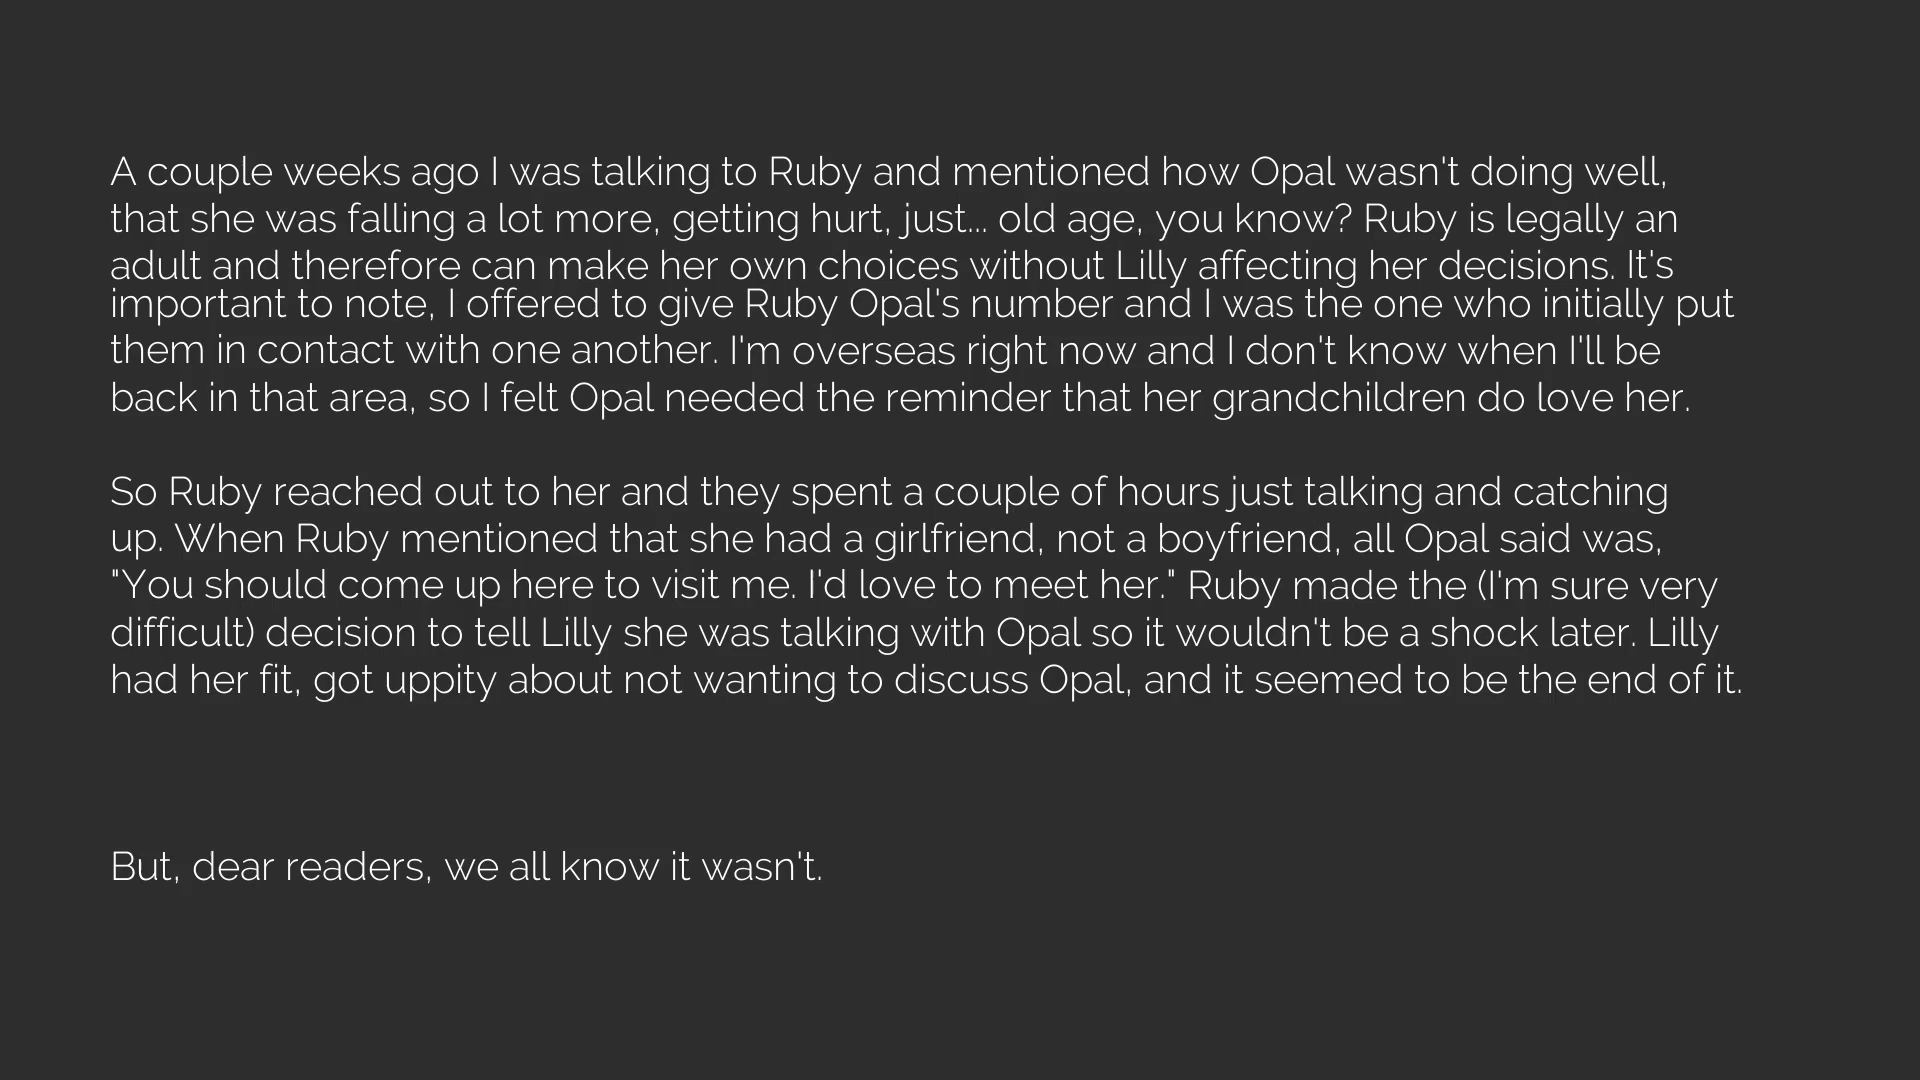 A couple weeks ago I was talking to Ruby and mentioned how Opal wasn't doing well,
that she was falling a lot more, getting hurt, just... old age, you know? Ruby is legally an
adult and therefore can make her own choices without Lilly affecting her decisions. It's
important to note, I offered to give Ruby Opal's number and I was the one who initially put
them in contact with one another. I'm overseas right now and I don't know when I'll be
back in that area, so I felt Opal needed the reminder that her grandchildren do love her.
So Ruby reached out to her and they spent a couple of hours just talking and catching
up. When Ruby mentioned that she had a girlfriend, not a boyfriend, all Opal said was,
"You should come up here to visit me. I'd love to meet her." Ruby made the (I'm sure very
difficult) decision to tell Lilly she was talking with Opal so it wouldn't be a shock later. Lilly
had her fit, got uppity about not wanting to discuss Opal, and it seemed to be the end of it.
But, dear readers, we all know it wasn't.